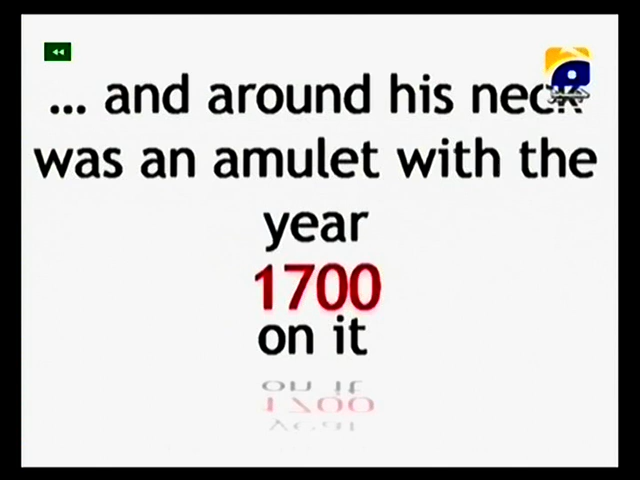 ... and around his neck
was an amulet with the
year
1700
on it